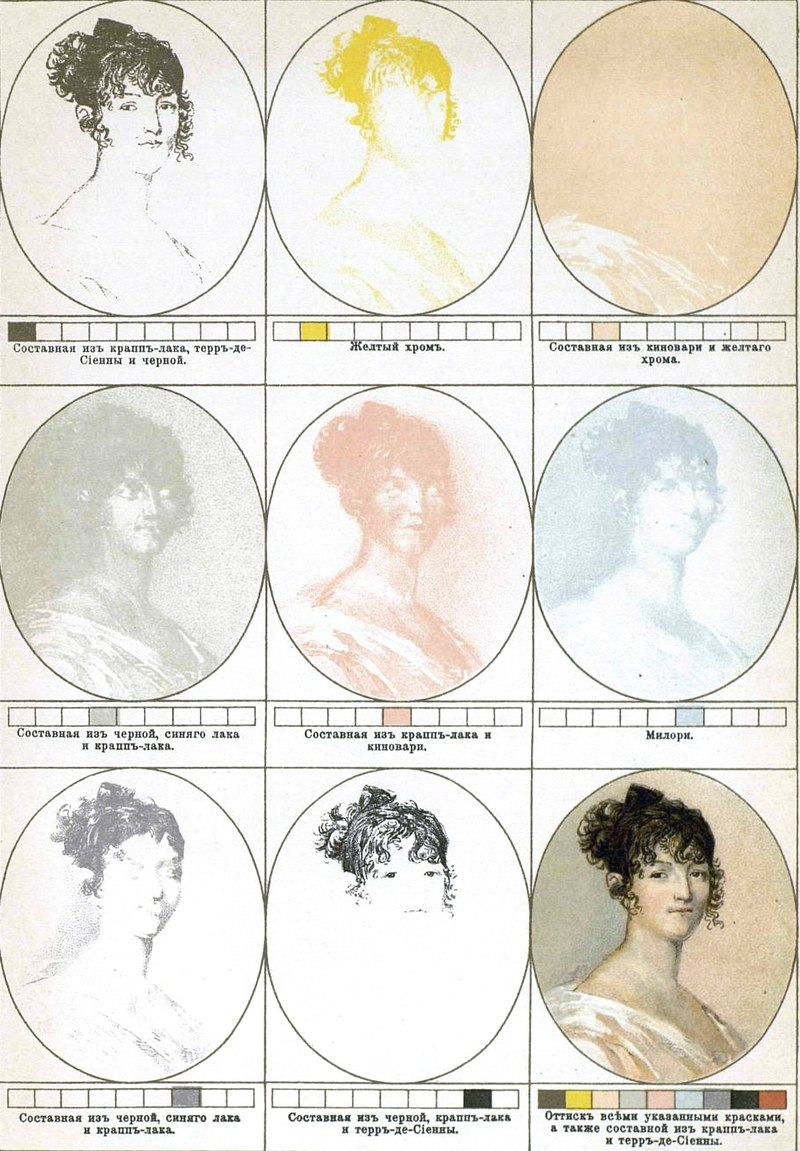 Составная изъ краппъ-лака, терръ-де-
Сіенны и черной.
Желтый хромъ.
Составная изъ киновари и желтаго
хрома.
Составная изъ черной, синяго лака
и краппъ-лака.
Составная изъ краппъ-лака и
киновари.
Милори.
Составная изъ черной, синяго лака
и краппъ-лака.
Составная изъ черной, краппъ-лака
и терръ-де-Сіенны.
Оттискъ всѣми указанными красками,
а также составной изъ краппъ-лака
и терръ-де-Сіенны.